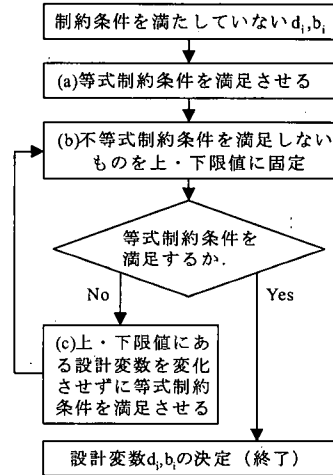 制約条件を満たしていないdi,bi
(a)等式制約条件を満足させる
(b)不等式制約条件を満足しない
ものを上・下限値に固定
等式制約条件を
満足するか.
No
Yes
(c)上・下限値にあ
る設計変数を変化
させずに等式制約
条件を満足させる
設計変数di,biの決定（終了）